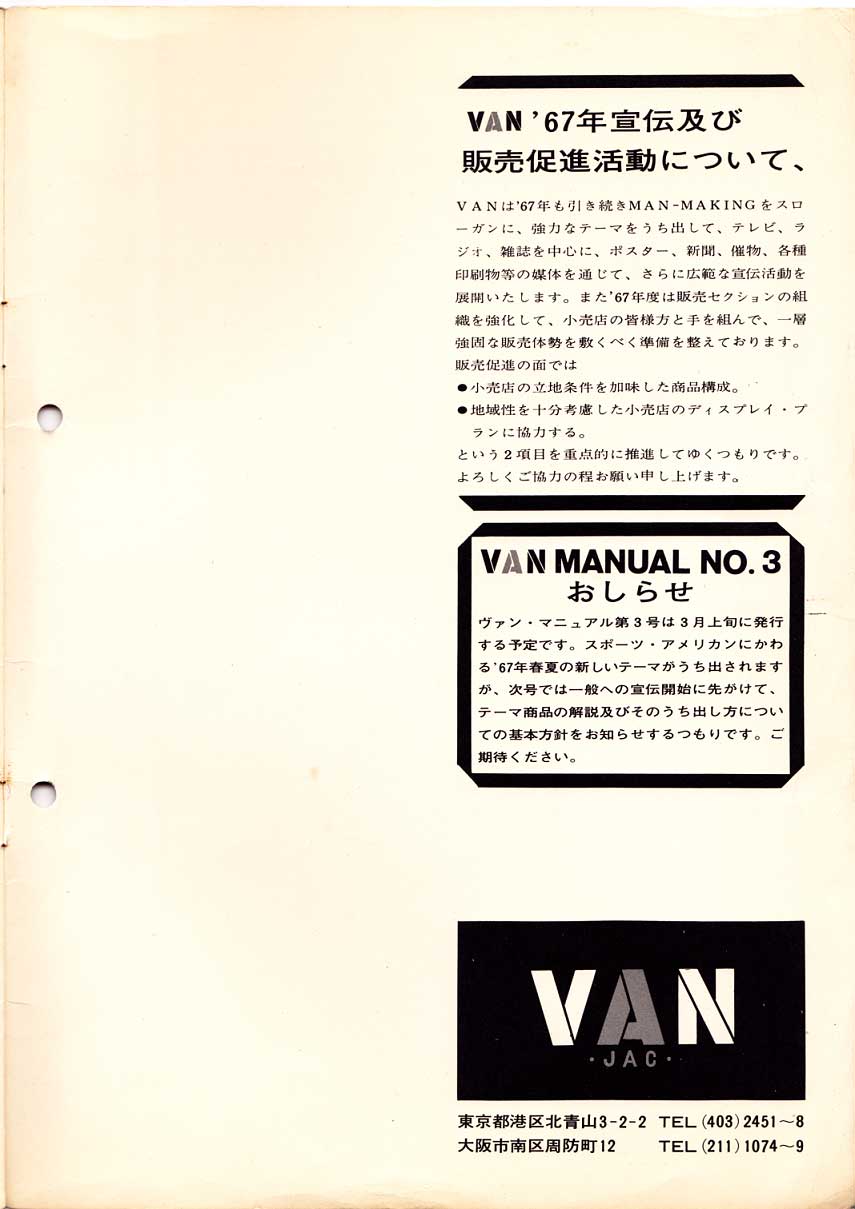 VAN '67年宣伝及び
販売促進活動について、
VANは'67年も引き続きMAN-MAKINGをスロ
ーガンに、強力なテーマをうち出して、テレビ、ラ
ジオ、雑誌を中心に、ポスター、新聞、催物、各種
印刷物等の媒体を通じて、さらに広範な宣伝活動を
展開いたします。また'67年度は販売セクションの組
織を強化して、小売店の皆様方と手を組んで、一層
強固な販売体勢を敷くべく準備を整えております。
販売促進の面では
●小売店の立地条件を加味した商品構成。
●地域性を十分考慮した小売店のディスプレイ・プ
ランに協力する。
という2項目を重点的に推進してゆくつもりです。
よろしくご協力の程お願い申し上げます。
VAN MANUAL NO.3
おしらせ
ヴァン・マニュアル第3号は3月上旬に発行
する予定です。スポーツ・アメリカンにかわ
る'67年春夏の新しいテーマがうち出されます
が、次号では一般への宣伝開始に先がけて、
テーマ商品の解説及びそのうち出し方につい
ての基本方針をお知らせするつもりです。ご
期待ください。
VAN
・JAC・
東京都港区北青山3-2-2 TEL(403)2451〜8
大阪市南区周防町12 TEL(211)1074〜9